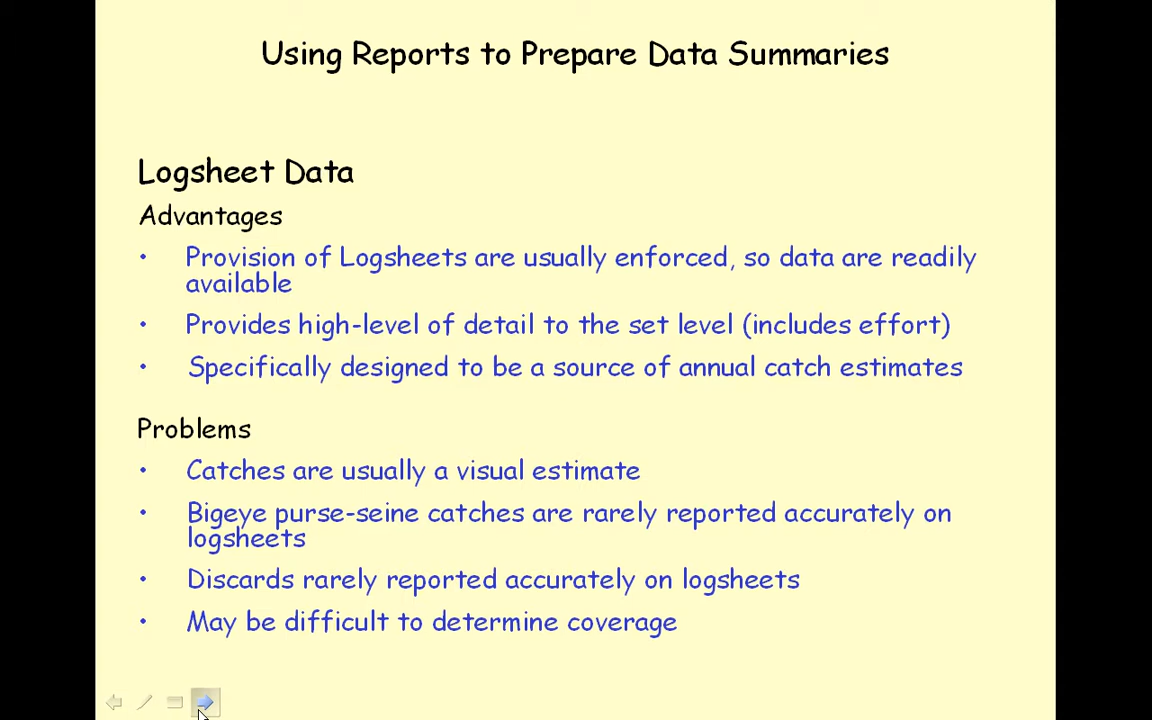 Using Reports to Prepare Data Summaries
Logsheet Data
Advantages
• Provision of Logsheets are usually enforced, so data are readily
available
• Provides high-level of detail to the set level (includes effort)
• Specifically designed to be a source of annual catch estimates
Problems
• Catches are usually a visual estimate
• Bigeye purse-seine catches are rarely reported accurately on
logsheets
• Discards rarely reported accurately on logsheets
• May be difficult to determine coverage